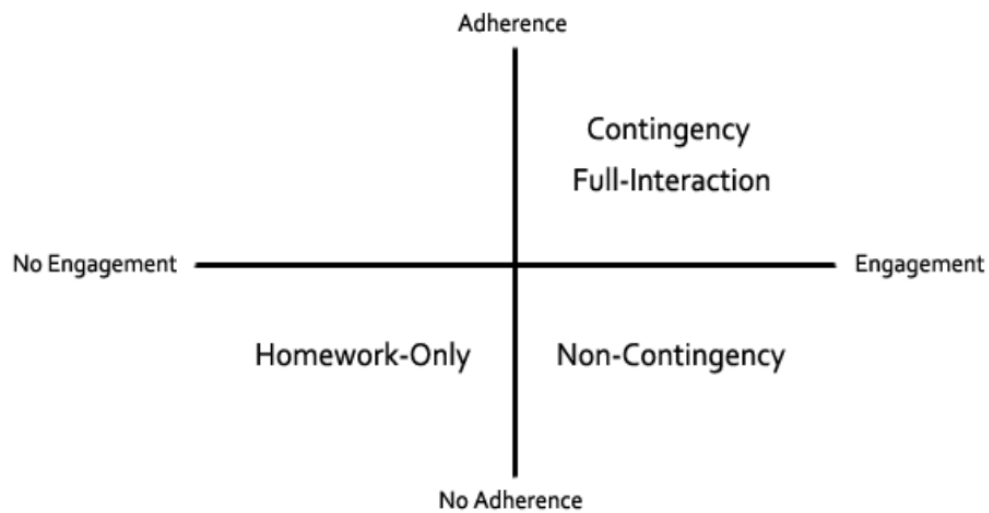 Adherence
Contingency
Full-Interaction
No Engagement
Engagement
Homework-Only
Non-Contingency
No Adherence